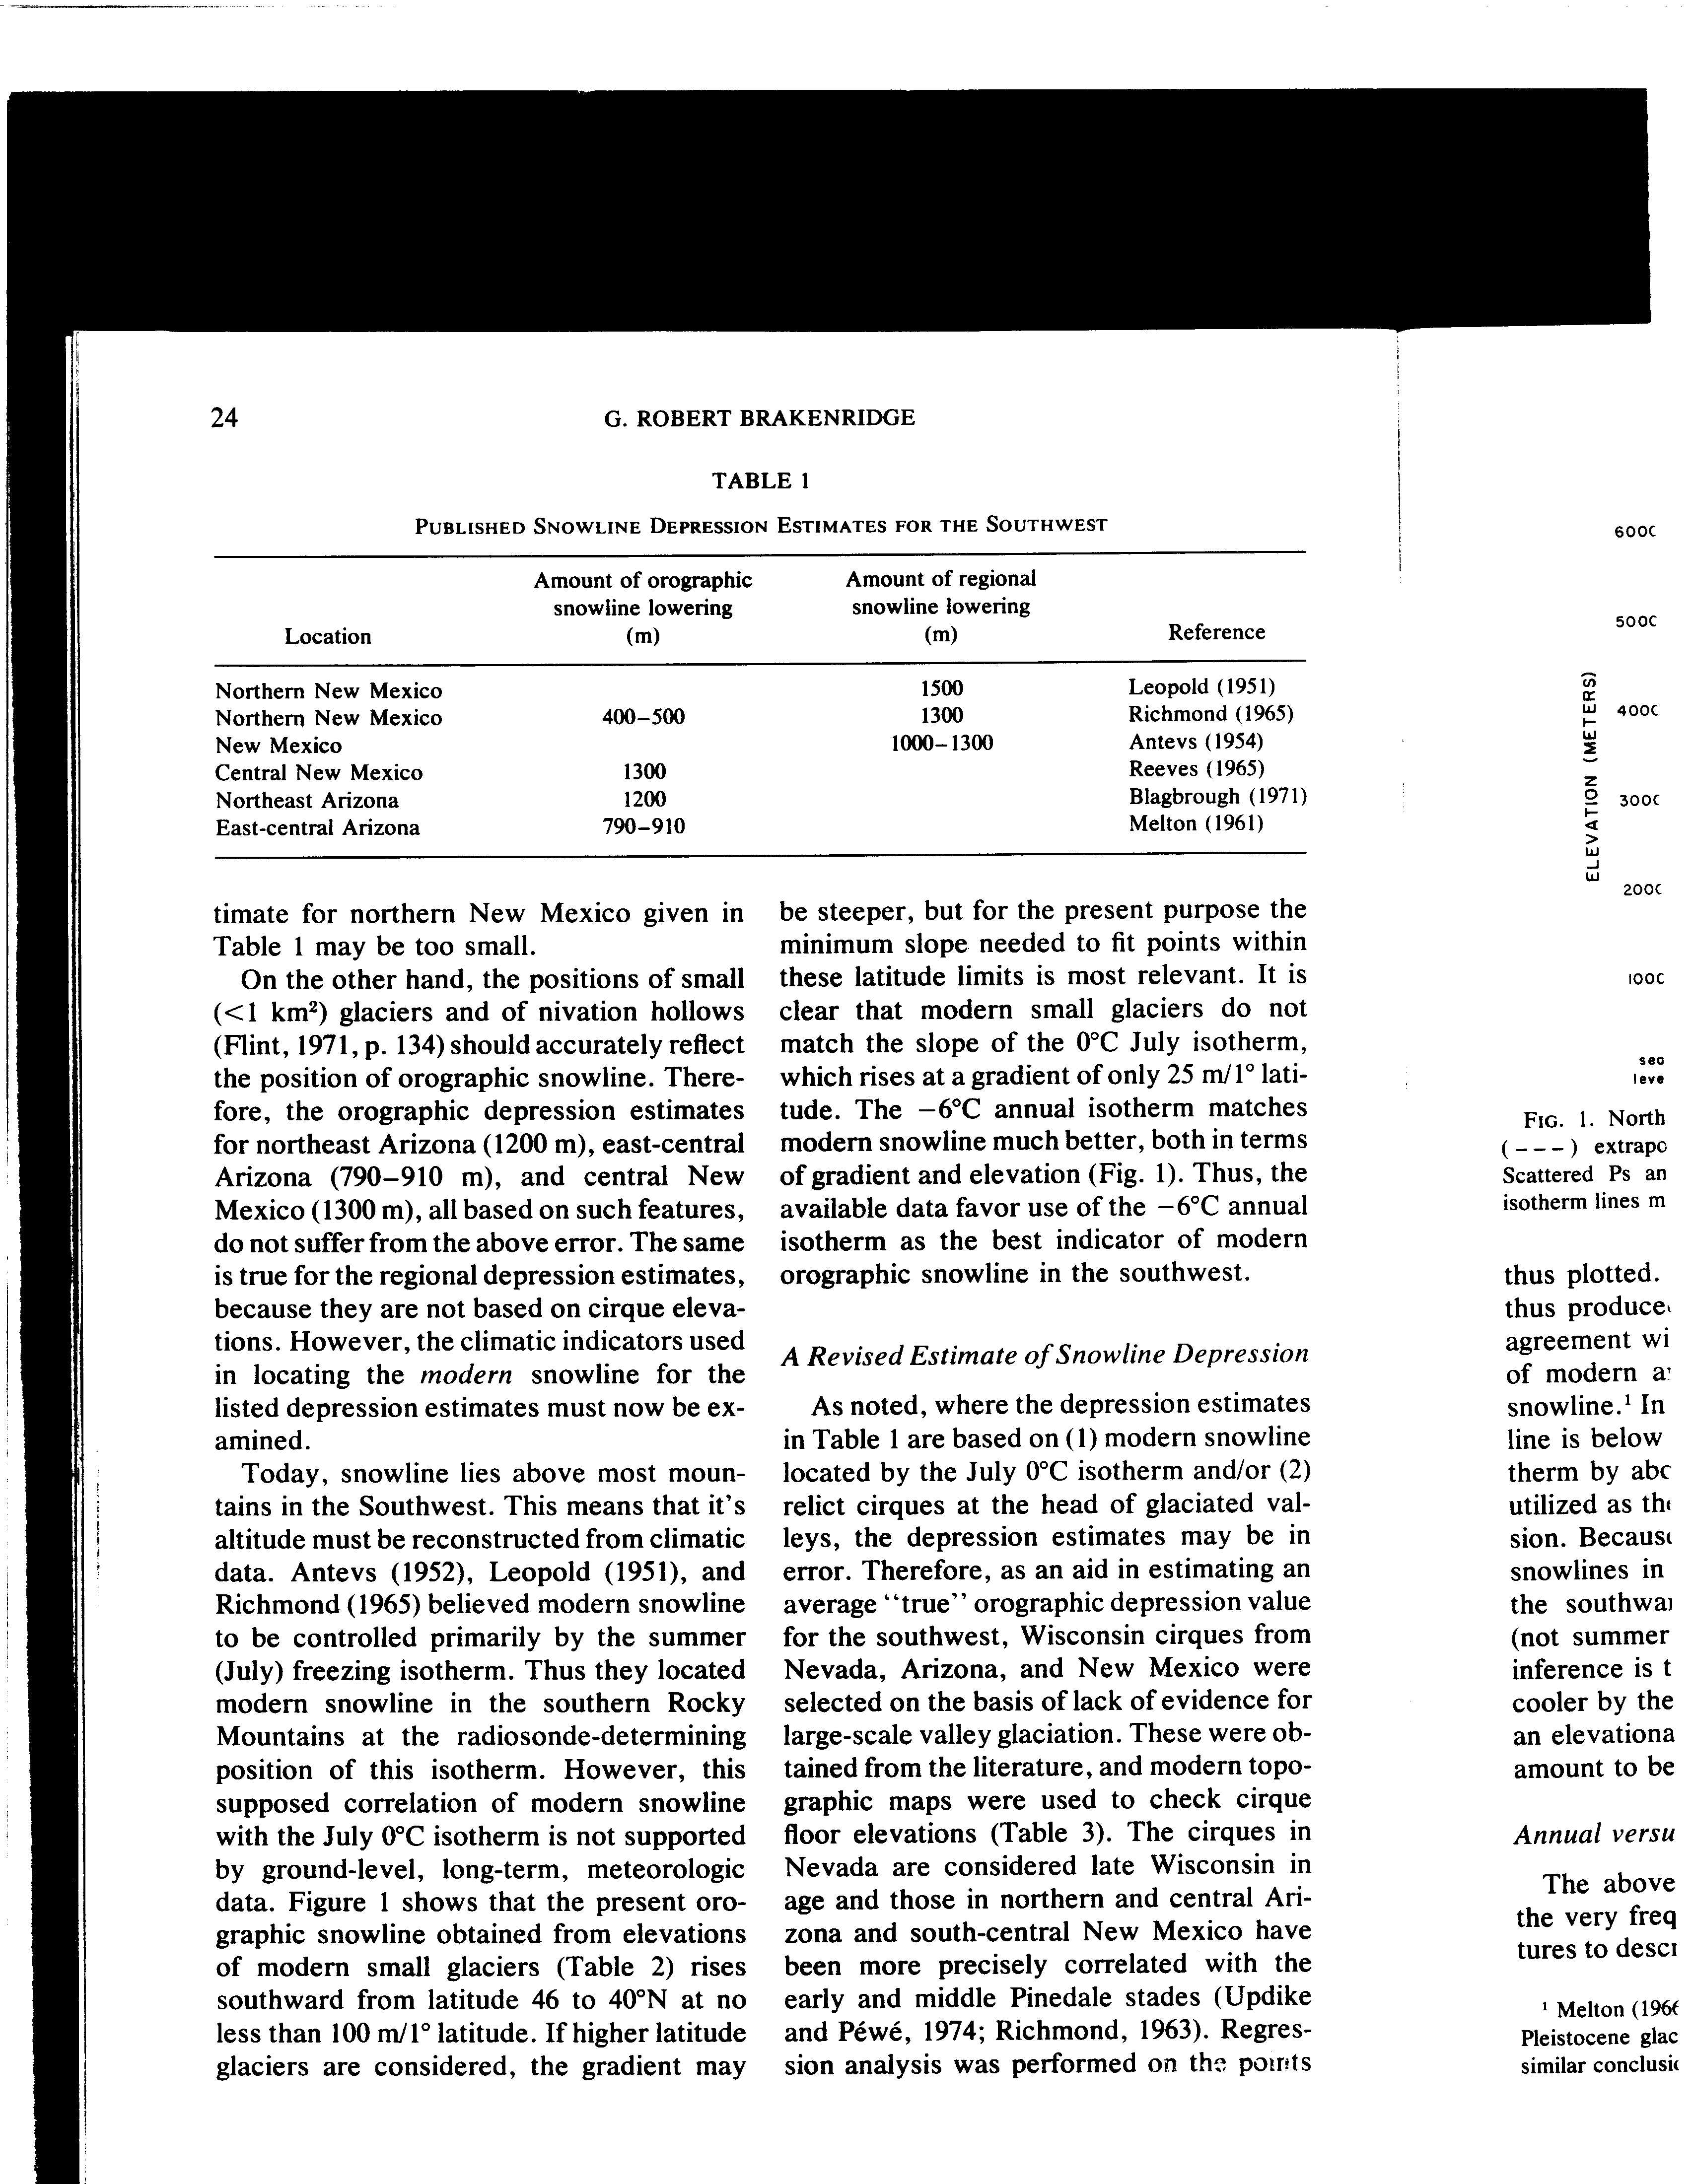 24
G. ROBERT BRAKENRIDGE
TABLE 1
PUBLISHED SNOWLINE DEPRESSION ESTIMATES FOR THE SOUTHWEST
Location Amount of orographic snowline lowering (m) Amount of regional snowline lowering (m) Reference
Northern New Mexico 1500 Leopold (1951)
Northern New Mexico 400–500 1300 Richmond (1965)
New Mexico 1000–1300 Antevs (1954)
Central New Mexico 1300 Reeves (1965)
Northeast Arizona 1200 Blagbrough (1971)
East-central Arizona 790–910 Melton (1961)
timate for northern New Mexico given in
Table 1 may be too small.
On the other hand, the positions of small
(<1 km²) glaciers and of nivation hollows
(Flint, 1971, p. 134) should accurately reflect
the position of orographic snowline. There-
fore, the orographic depression estimates
for northeast Arizona (1200 m), east-central
Arizona (790–910 m), and central New
Mexico (1300 m), all based on such features,
do not suffer from the above error. The same
is true for the regional depression estimates,
because they are not based on cirque eleva-
tions. However, the climatic indicators used
in locating the modern snowline for the
listed depression estimates must now be ex-
amined.
Today, snowline lies above most moun-
tains in the Southwest. This means that it's
altitude must be reconstructed from climatic
data. Antevs (1952), Leopold (1951), and
Richmond (1965) believed modern snowline
to be controlled primarily by the summer
(July) freezing isotherm. Thus they located
modern snowline in the southern Rocky
Mountains at the radiosonde-determining
position of this isotherm. However, this
supposed correlation of modern snowline
with the July 0°C isotherm is not supported
by ground-level, long-term, meteorologic
data. Figure 1 shows that the present oro-
graphic snowline obtained from elevations
of modern small glaciers (Table 2) rises
southward from latitude 46 to 40°N at no
less than 100 m/1° latitude. If higher latitude
glaciers are considered, the gradient may
be steeper, but for the present purpose the
minimum slope needed to fit points within
these latitude limits is most relevant. It is
clear that modern small glaciers do not
match the slope of the 0°C July isotherm,
which rises at a gradient of only 25 m/1° lati-
tude. The −6°C annual isotherm matches
modern snowline much better, both in terms
of gradient and elevation (Fig. 1). Thus, the
available data favor use of the −6°C annual
isotherm as the best indicator of modern
orographic snowline in the southwest.
A Revised Estimate of Snowline Depression
As noted, where the depression estimates
in Table 1 are based on (1) modern snowline
located by the July 0°C isotherm and/or (2)
relict cirques at the head of glaciated val-
leys, the depression estimates may be in
error. Therefore, as an aid in estimating an
average "true" orographic depression value
for the southwest, Wisconsin cirques from
Nevada, Arizona, and New Mexico were
selected on the basis of lack of evidence for
large-scale valley glaciation. These were ob-
tained from the literature, and modern topo-
graphic maps were used to check cirque
floor elevations (Table 3). The cirques in
Nevada are considered late Wisconsin in
age and those in northern and central Ari-
zona and south-central New Mexico have
been more precisely correlated with the
early and middle Pinedale stades (Updike
and Péwé, 1974; Richmond, 1963). Regres-
sion analysis was performed on the points
ELEVATION (METERS)
sea
leve
FIG. 1. North
(---) extrapo
Scattered Ps an
isotherm lines m
thus plotted.
thus produce
agreement wi
of modern a
snowline.¹ In
line is below
therm by abc
utilized as th
sion. Because
snowlines in
the southwa
(not summer
inference is t
cooler by the
an elevationa
amount to be
Annual versu
The above
the very freq
tures to desc
¹ Melton (196
Pleistocene glac
similar conclusi